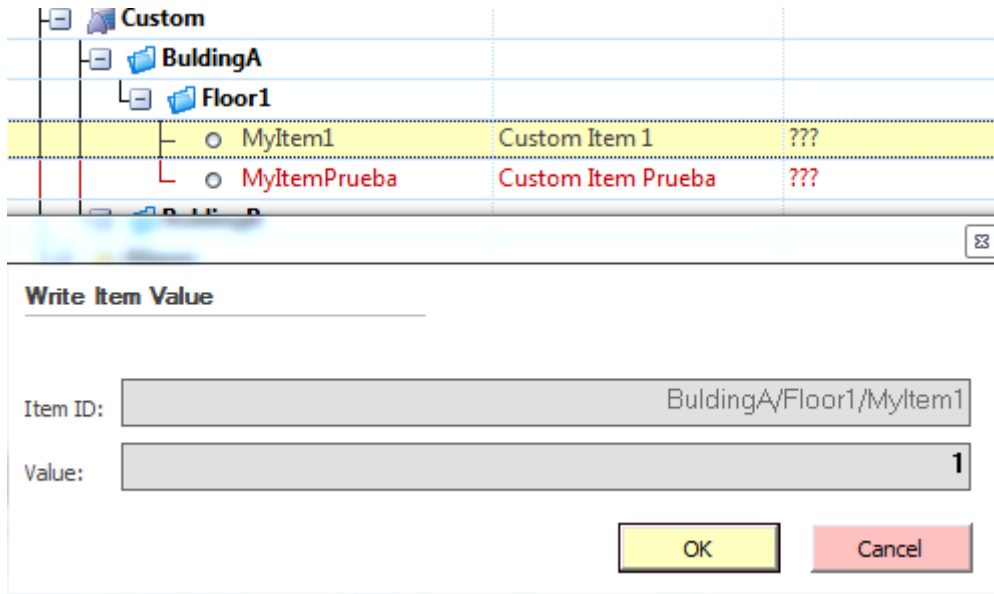 Custom
BuldingA
Floor1
MyItem1 Custom Item 1 ???
MyItemPrueba Custom Item Prueba ???
Write Item Value
Item ID: BuldingA/Floor1/MyItem1
Value: 1
OK Cancel